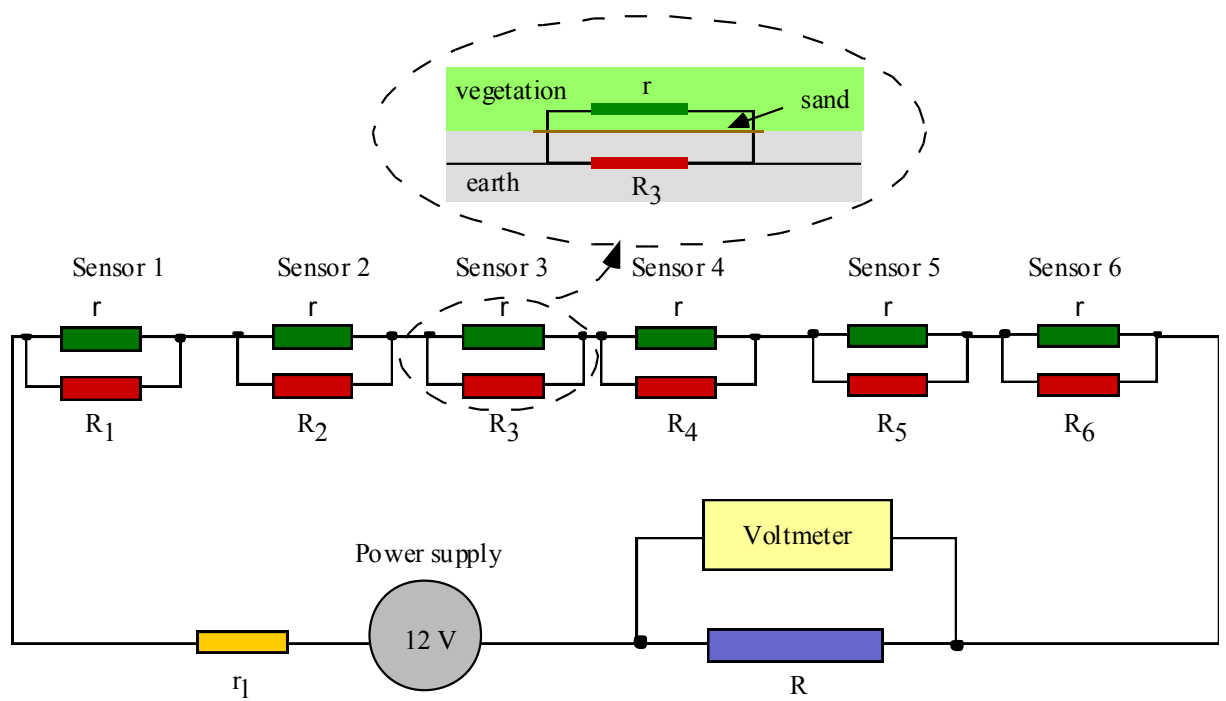 vegetation
r
sand
earth
R3
Sensor 1
Sensor 2
Sensor 3
Sensor 4
Sensor 5
Sensor 6
r
r
r
r
r
r
R1
R2
R3
R4
R5
R6
Voltmeter
Power supply
12 V
rl
R